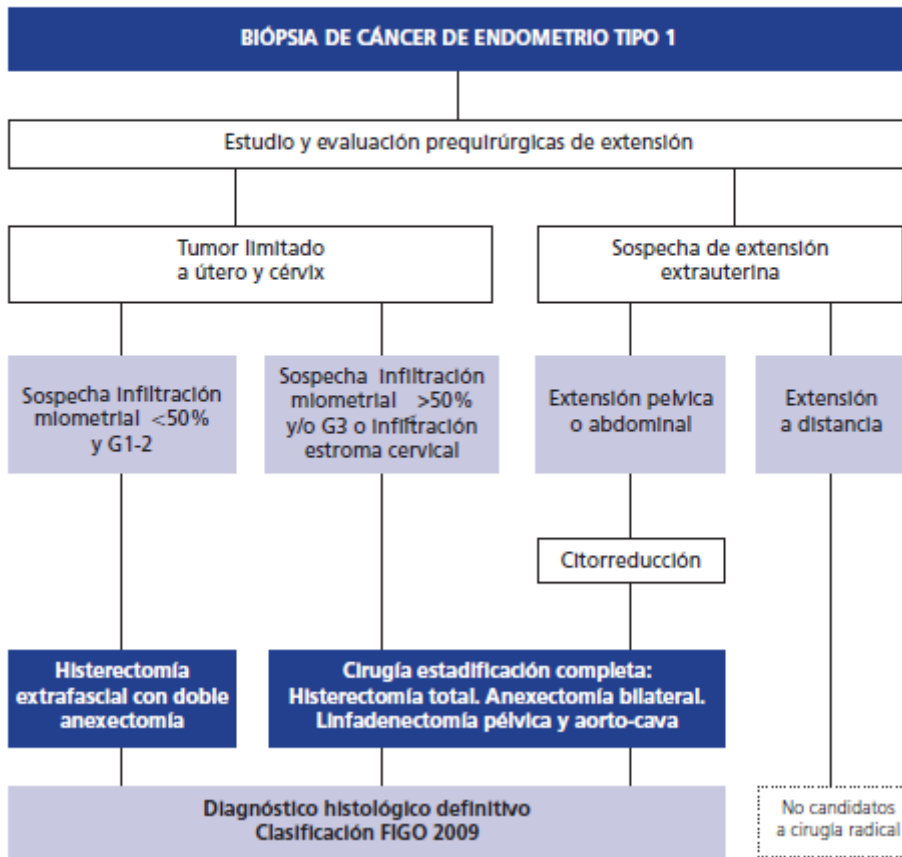 BIÓPSIA DE CÁNCER DE ENDOMETRIO TIPO 1
Estudio y evaluación prequirúrgicas de extensión
Tumor limitado
a útero y cérvix
Sospecha de extensión
extrauterina
Sospecha infiltración
miometrial <50%
y G1-2
Sospecha infiltración
miometrial >50%
y/o G3 o infiltración
estroma cervical
Extensión pelvica
o abdominal
Extensión
a distancia
Citorreducción
Histerectomía
extrafascial con doble
anexectomía
Cirugía estadificación completa:
Histerectomía total. Anexectomía bilateral.
Linfadenectomía pélvica y aorto-cava
Diagnóstico histológico definitivo
Clasificación FIGO 2009
No candidatos
a cirugía radical